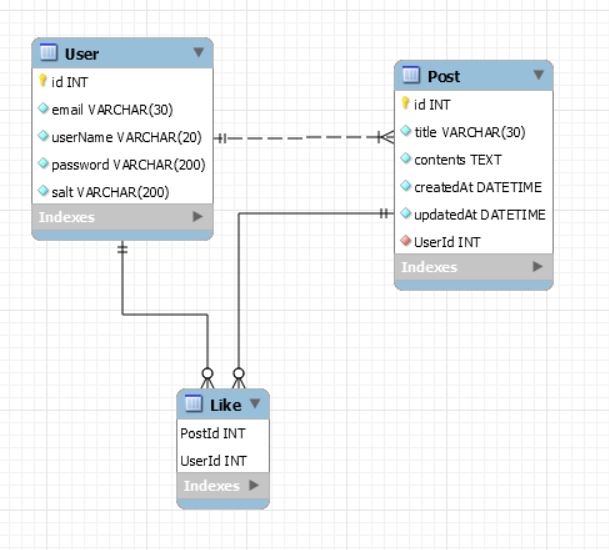 User
id INT
email VARCHAR(30)
userName VARCHAR(20)
password VARCHAR(200)
salt VARCHAR(200)
Indexes
Post
id INT
title VARCHAR(30)
contents TEXT
createdAt DATETIME
updatedAt DATETIME
UserId INT
Indexes
Like
PostId INT
UserId INT
Indexes